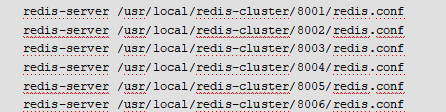 redis-server /usr/local/redis-cluster/8001/redis.conf
redis-server /usr/local/redis-cluster/8002/redis.conf
redis-server /usr/local/redis-cluster/8003/redis.conf
redis-server /usr/local/redis-cluster/8004/redis.conf
redis-server /usr/local/redis-cluster/8005/redis.conf
redis-server /usr/local/redis-cluster/8006/redis.conf